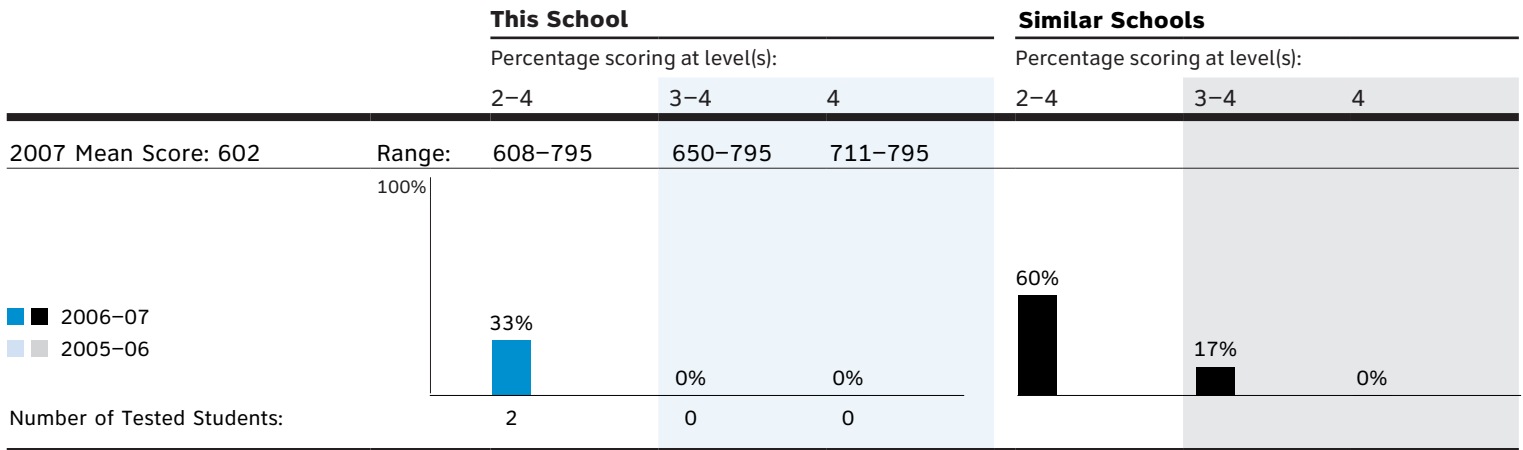 This School Similar Schools
Percentage scoring at level(s): Percentage scoring at level(s):
2–4 3–4 4 2–4 3–4 4
2007 Mean Score: 602 Range: 608–795 650–795 711–795
100%
60%
2006–07 33%
2005–06 17%
0% 0% 0%
Number of Tested Students: 2 0 0